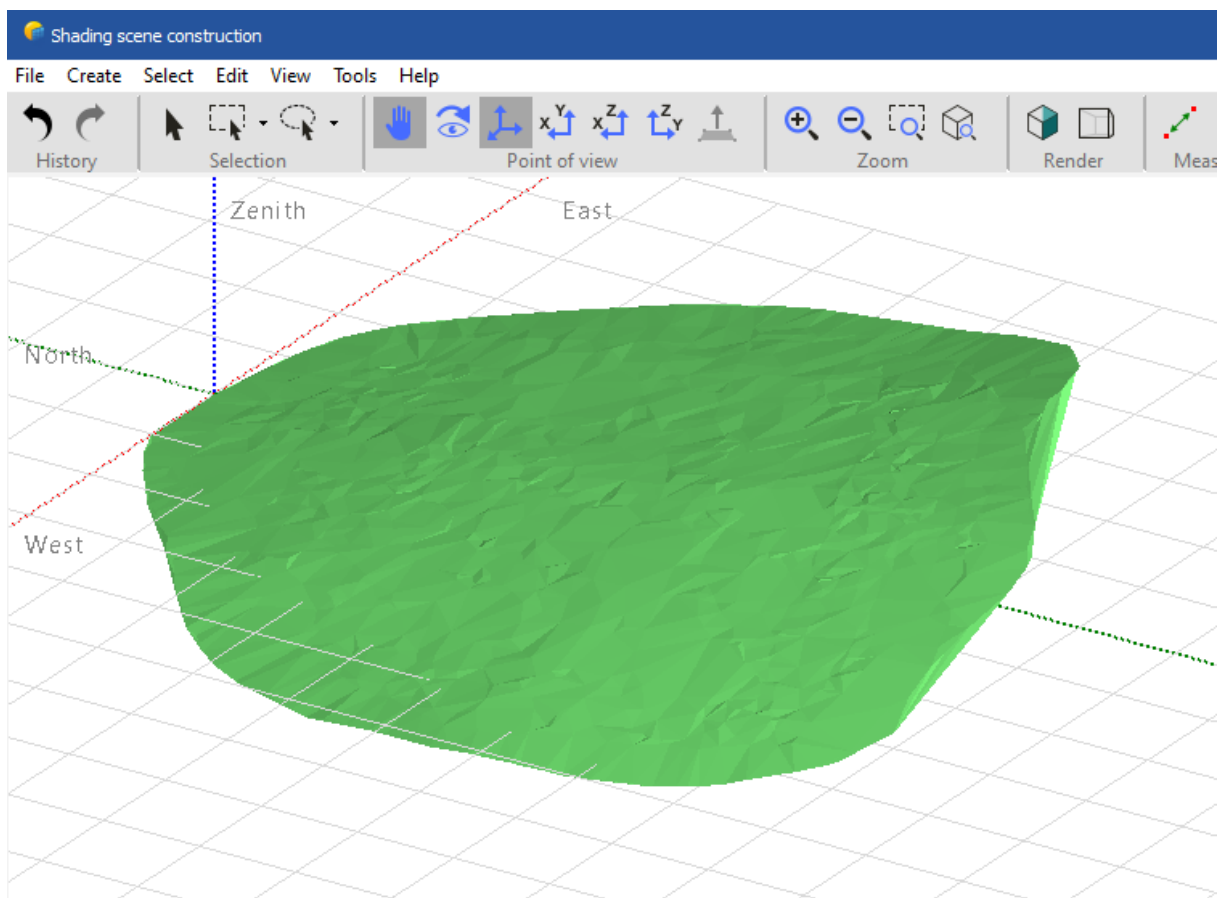 Shading scene construction
File Create Select Edit View Tools Help
X Y X Z Z Y
History Selection Point of view Zoom Render Meas
Zenith East
North
West